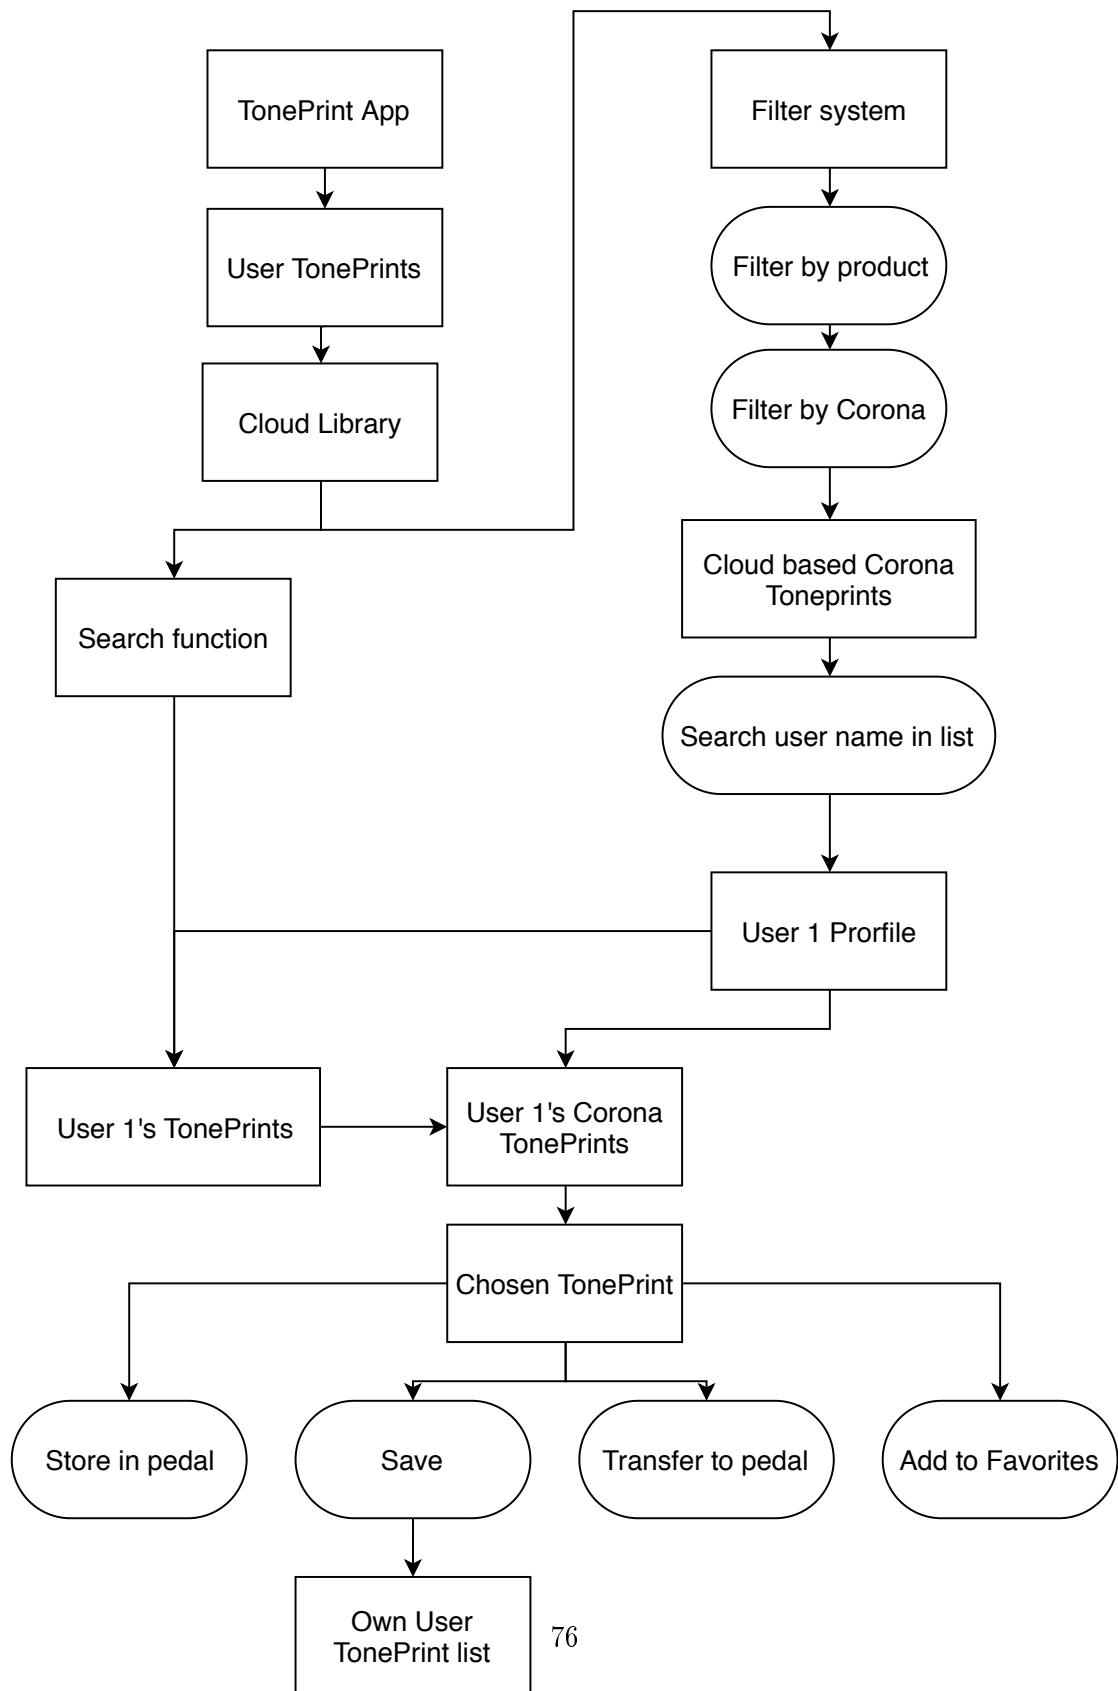 TonePrint App
Filter system
User TonePrints
Filter by product
Cloud Library
Filter by Corona
Cloud based Corona
Toneprints
Search function
Search user name in list
User 1 Prorfile
User 1's TonePrints
User 1's Corona
TonePrints
Chosen TonePrint
Store in pedal
Save
Transfer to pedal
Add to Favorites
Own User
TonePrint list
76